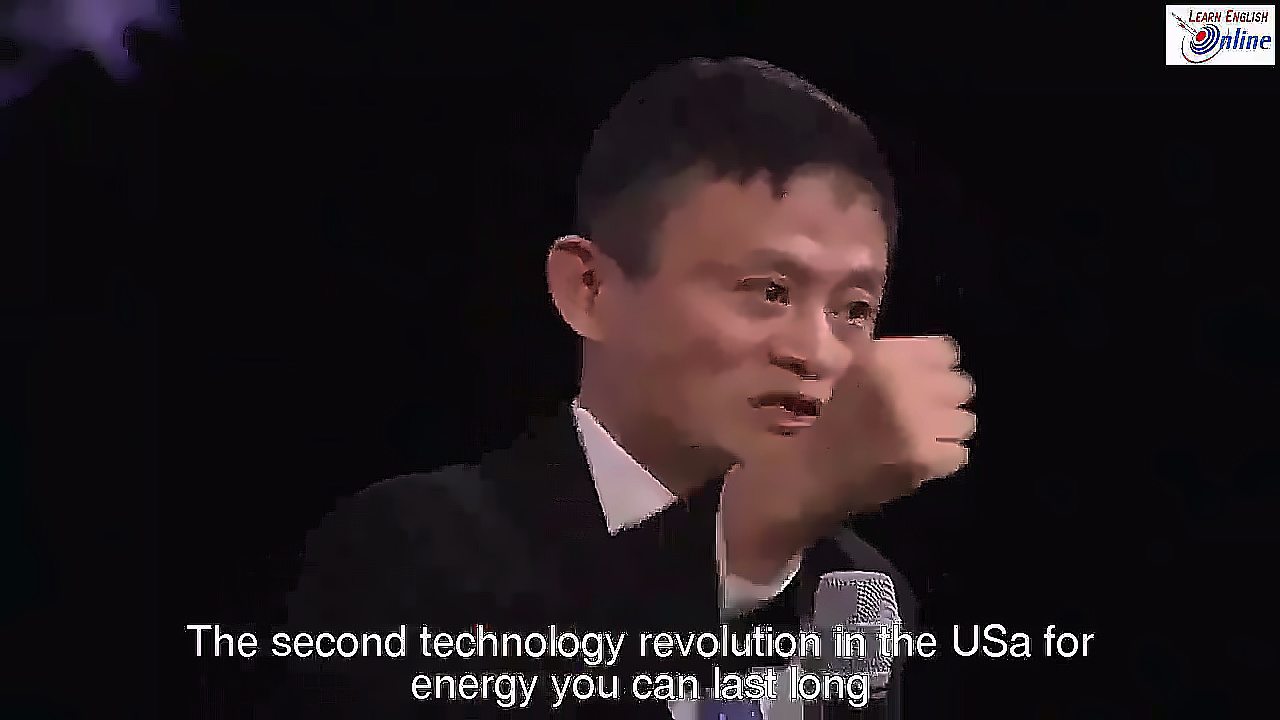 LEARN ENGLISH
Online
The second technology revolution in the USa for
energy you can last long